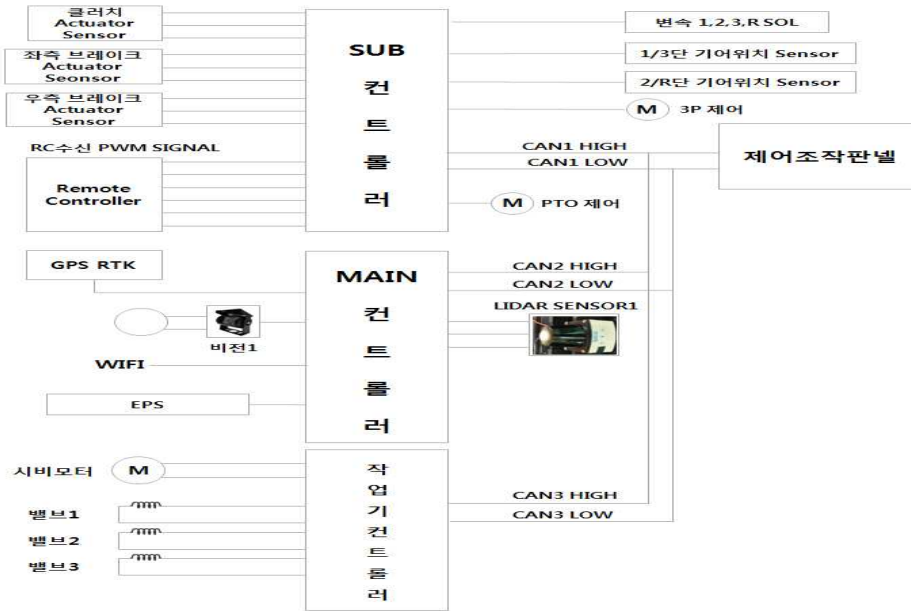 클러치
Actuator
Sensor
좌측 브레이크
Actuator
Seonsor
우측 브레이크
Actuator
Sensor
RC수신 PWM SIGNAL
Remote
Controller
SUB
컨
트
롤
러
변속 1,2,3,R SOL
1/3단 기어위치 Sensor
2/R단 기어위치 Sensor
M 3P 제어
CAN1 HIGH
CAN1 LOW
제어조작판넬
M PTO 제어
GPS RTK
비전1
WIFI
EPS
MAIN
컨
트
롤
러
CAN2 HIGH
CAN2 LOW
LIDAR SENSOR1
시비모터 M
밸브1
밸브2
밸브3
작
업
기
컨
트
롤
러
CAN3 HIGH
CAN3 LOW